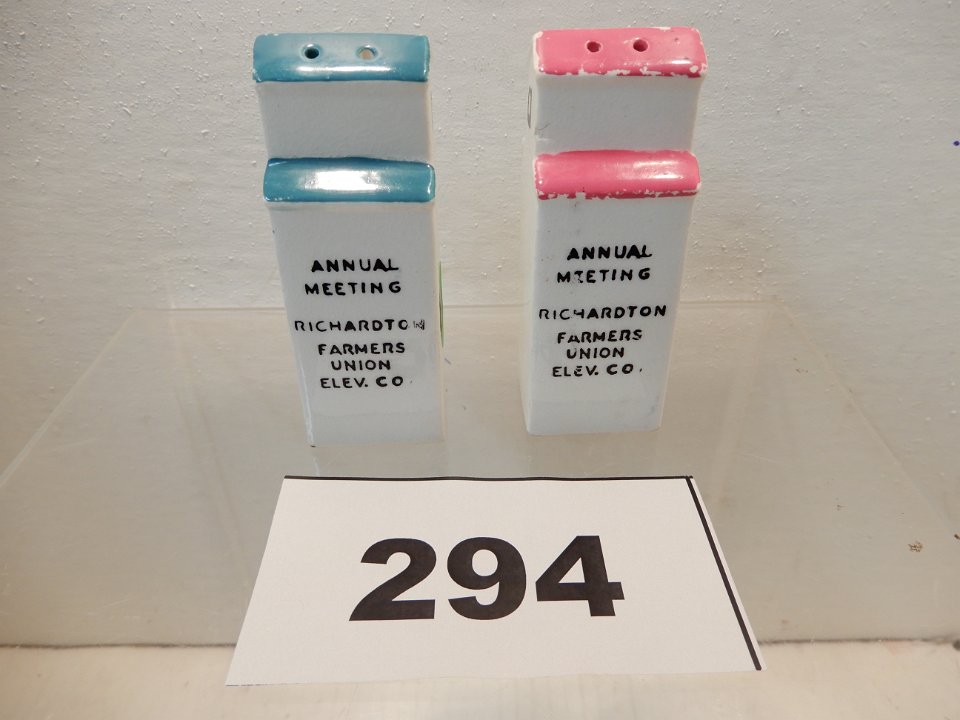 ANNUAL
MEETING
RICHARDTON
FARMERS
UNION
ELEV. CO.
ANNUAL
MEETING
RICHARDTON
FARMERS
UNION
ELEV. CO.
294